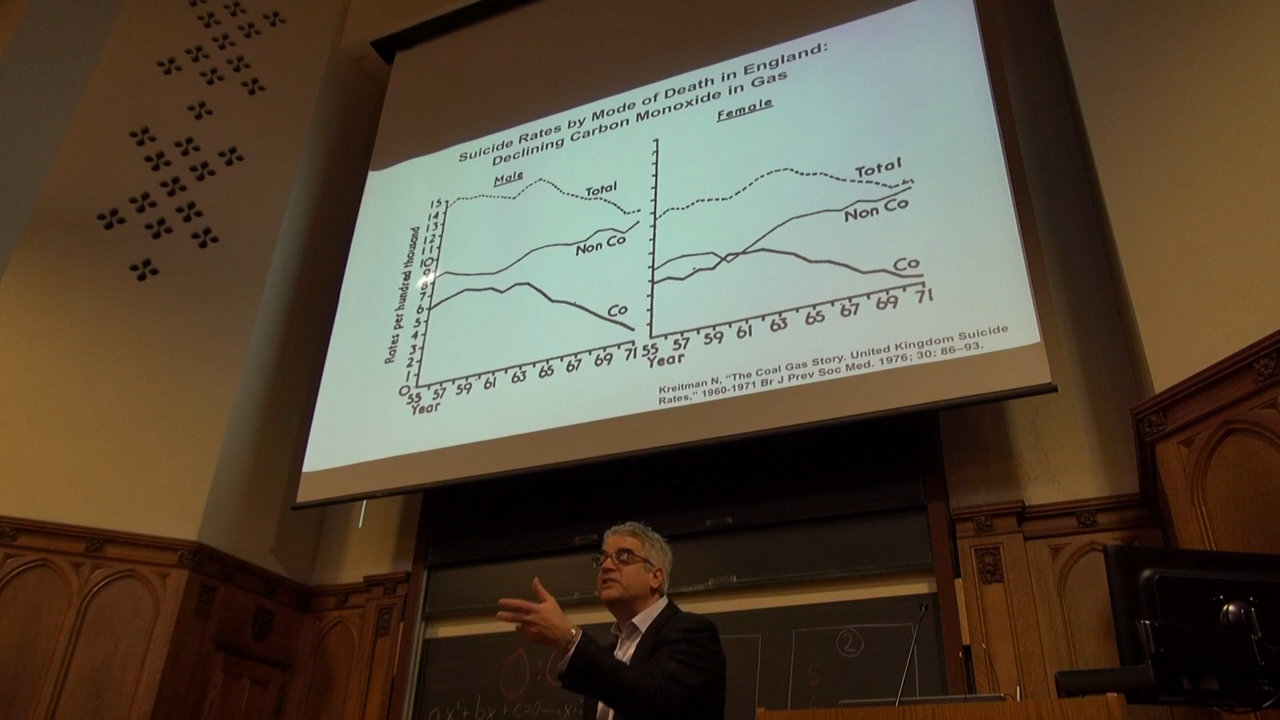 Suicide Rates by Mode of Death in England:
Declining Carbon Monoxide in Gas
Male
Female
Rates per hundred thousand
15
14
13
12
11
10
9
8
7
6
5
4
3
2
1
0
Total
Non Co
Co
55 57 59 61 63 65 67 69 71
Year
Total
Non Co
Co
55 57 59 61 63 65 67 69 71
Year
Kreitman N, "The Coal Gas Story. United Kingdom Suicide
Rates," 1960-1971 Br J Prev Soc Med. 1976; 30: 86–93.
2
5